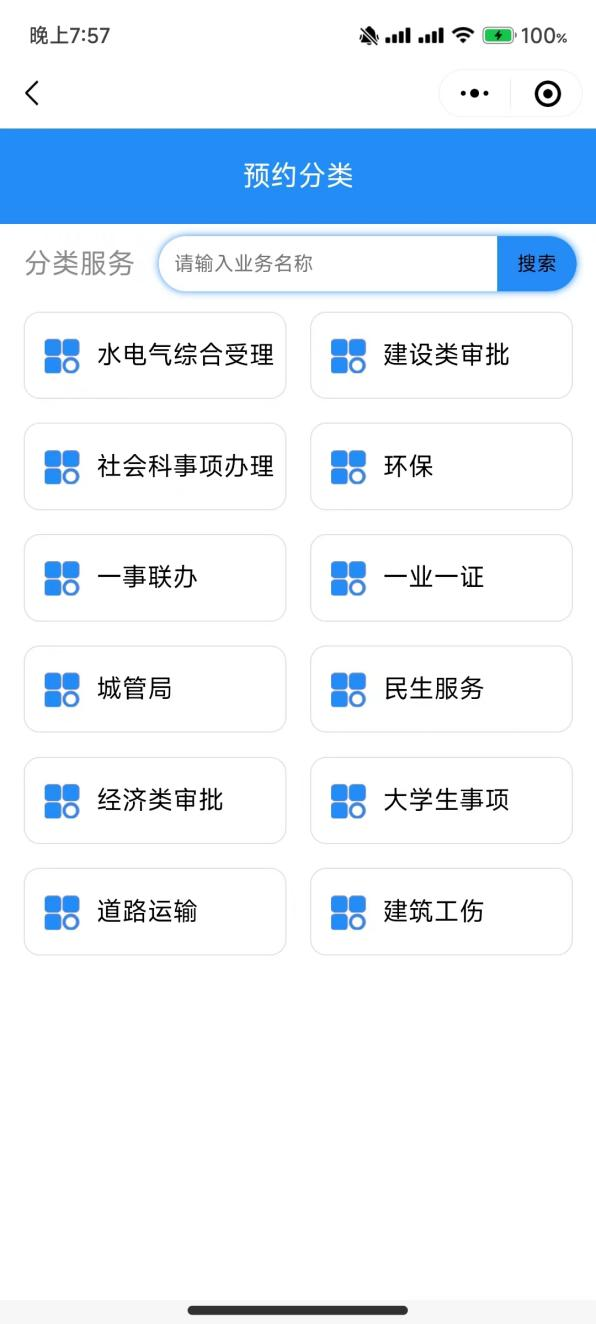 晚上7:57
100%
预约分类
分类服务
请输入业务名称
搜索
水电气综合受理
建设类审批
社会科事项办理
环保
一事联办
一业一证
城管局
民生服务
经济类审批
大学生事项
道路运输
建筑工伤